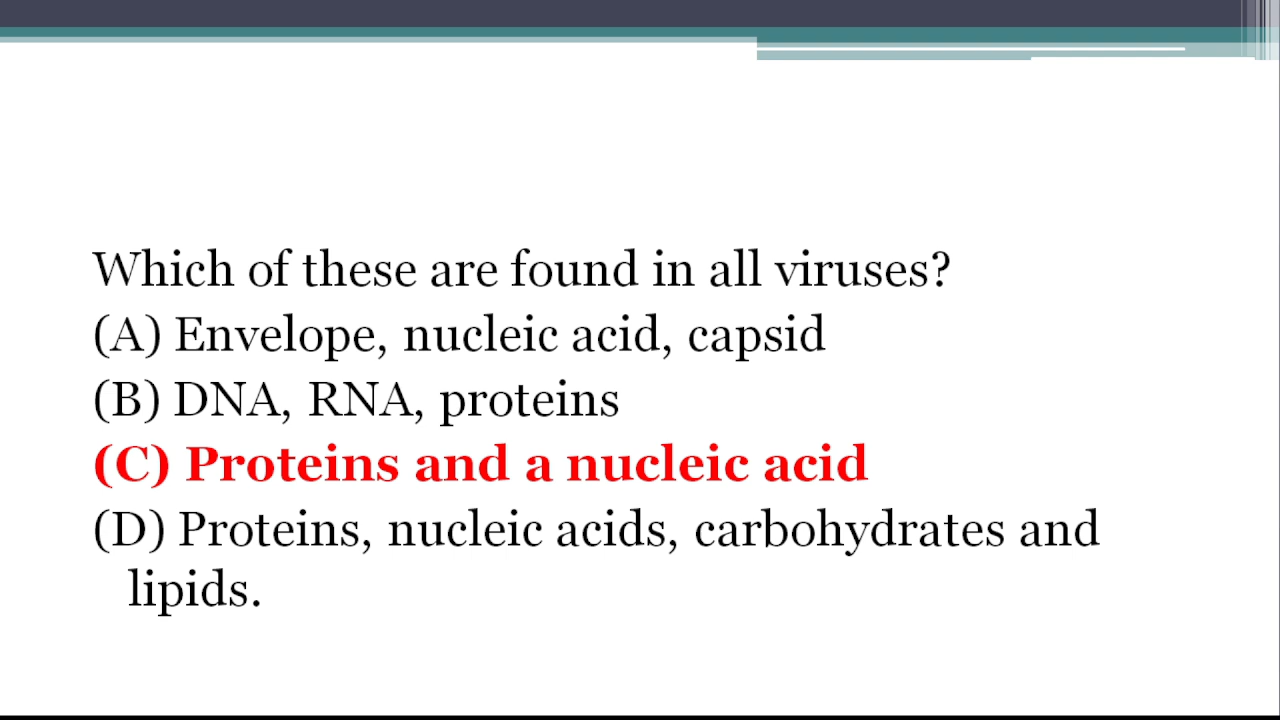 Which of these are found in all viruses?
(A) Envelope, nucleic acid, capsid
(B) DNA, RNA, proteins
(C) Proteins and a nucleic acid
(D) Proteins, nucleic acids, carbohydrates and
lipids.